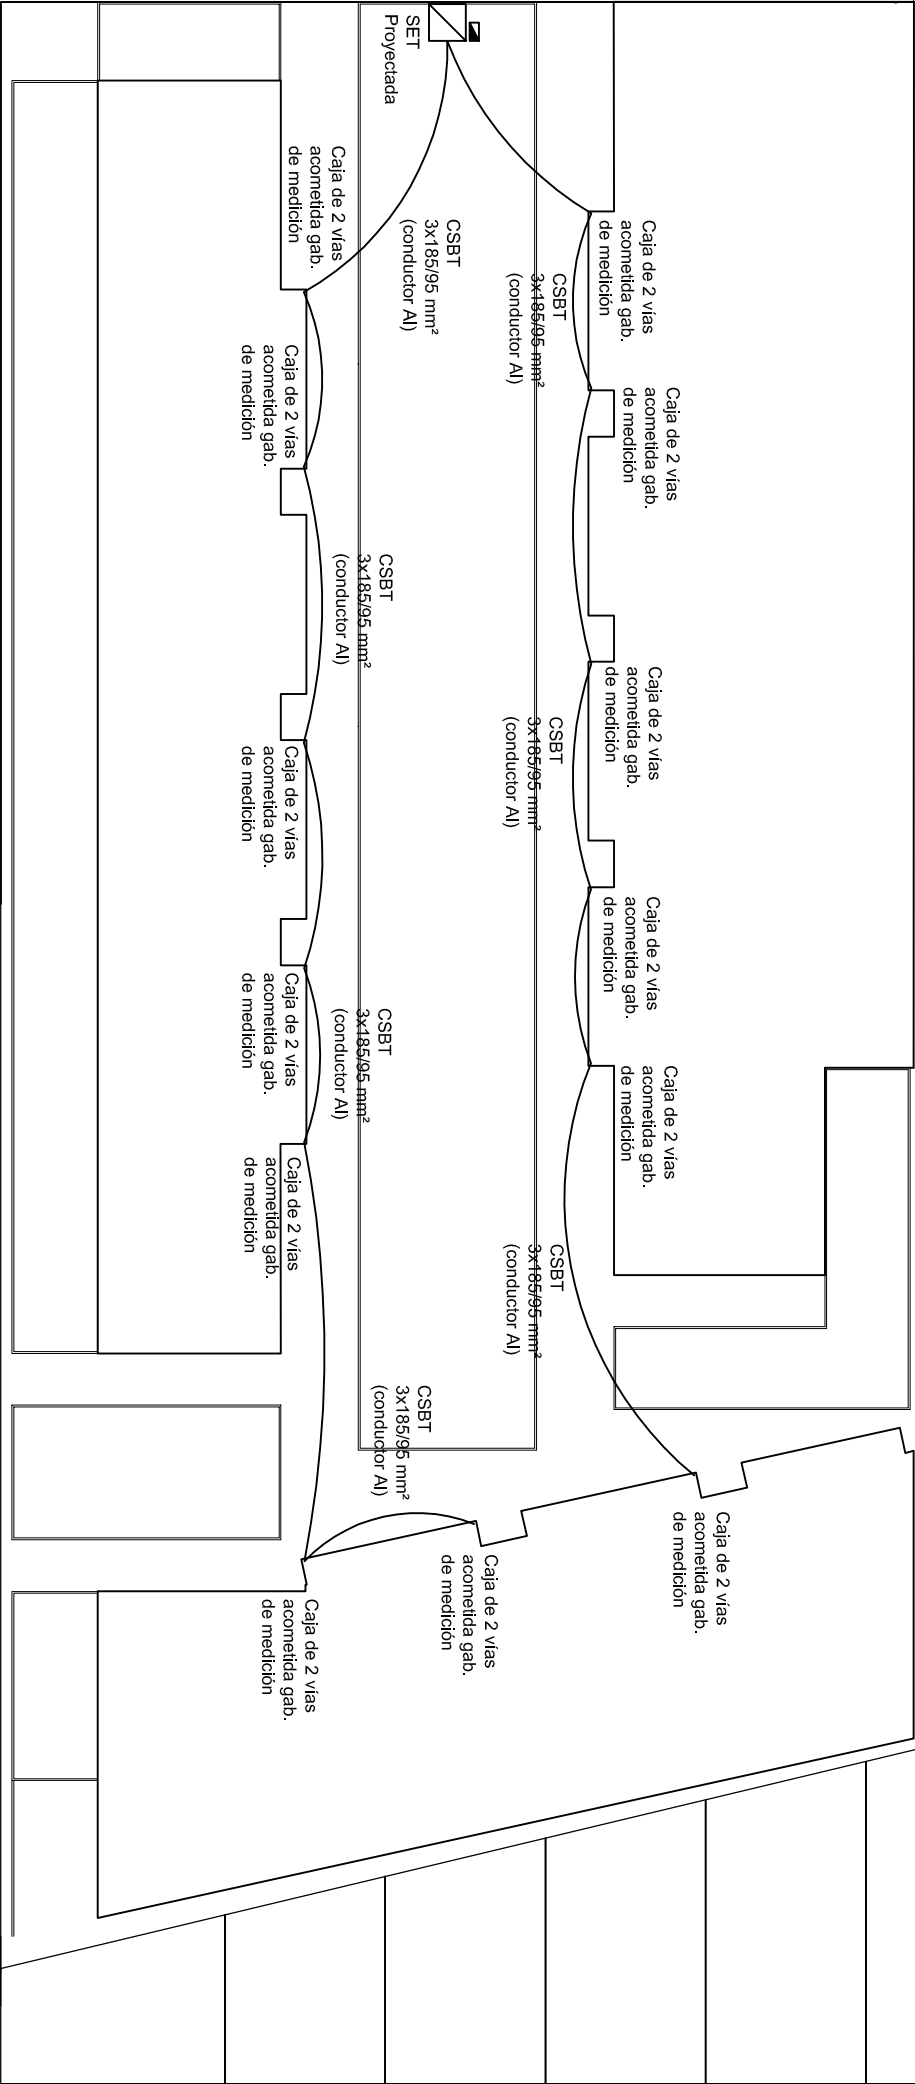 SET
Proyectada
Caja de 2 vías
acometida gab.
de medición
CSBT
3x185/95 mm²
(conductor Al)
CSBT
3x185/95 mm²
(conductor Al)
Caja de 2 vías
acometida gab.
de medición
Caja de 2 vías
acometida gab.
de medición
Caja de 2 vías
acometida gab.
de medición
CSBT
3x185/95 mm²
(conductor Al)
CSBT
3x185/95 mm²
(conductor Al)
Caja de 2 vías
acometida gab.
de medición
Caja de 2 vías
acometida gab.
de medición
Caja de 2 vías
acometida gab.
de medición
Caja de 2 vías
acometida gab.
de medición
CSBT
3x185/95 mm²
(conductor Al)
Caja de 2 vías
acometida gab.
de medición
Caja de 2 vías
acometida gab.
de medición
CSBT
3x185/95 mm²
(conductor Al)
CSBT
3x185/95 mm²
(conductor Al)
Caja de 2 vías
acometida gab.
de medición
Caja de 2 vías
acometida gab.
de medición
Caja de 2 vías
acometida gab.
de medición